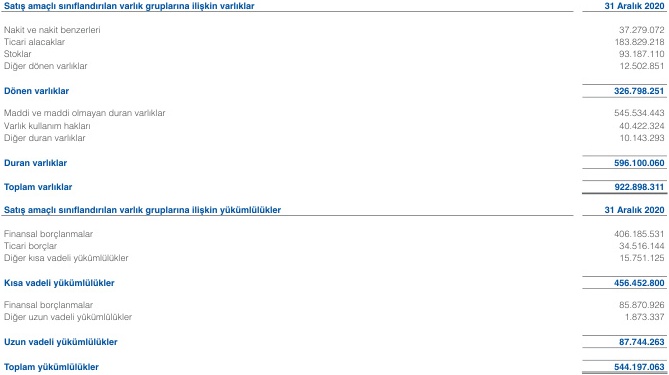 Satış amaçlı sınıflandırılan varlık gruplarına ilişkin varlıklar 31 Aralık 2020
Nakit ve nakit benzerleri 37.279.072
Ticari alacaklar 183.829.218
Stoklar 93.187.110
Diğer dönen varlıklar 12.502.851
Dönen varlıklar 326.798.251
Maddi ve maddi olmayan duran varlıklar 545.534.443
Varlık kullanım hakları 40.422.324
Diğer duran varlıklar 10.143.293
Duran varlıklar 596.100.060
Toplam varlıklar 922.898.311
Satış amaçlı sınıflandırılan varlık gruplarına ilişkin yükümlülükler 31 Aralık 2020
Finansal borçlanmalar 406.185.531
Ticari borçlar 34.516.144
Diğer kısa vadeli yükümlülükler 15.751.125
Kısa vadeli yükümlülükler 456.452.800
Finansal borçlanmalar 85.870.926
Diğer uzun vadeli yükümlülükler 1.873.337
Uzun vadeli yükümlülükler 87.744.263
Toplam yükümlülükler 544.197.063